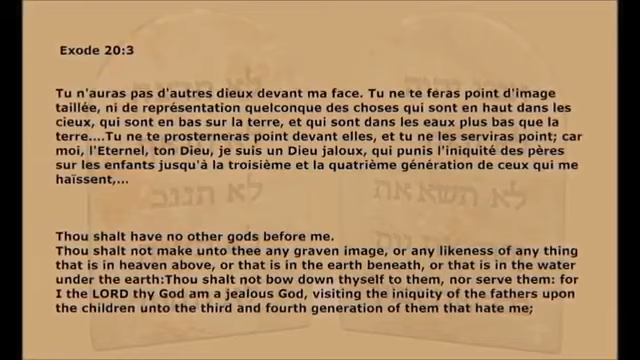 Exode 20:3
Tu n'auras pas d'autres dieux devant ma face. Tu ne te feras point d'image
taillée, ni de représentation quelconque des choses qui sont en haut dans les
cieux, qui sont en bas sur la terre, et qui sont dans les eaux plus bas que la
terre....Tu ne te prosterneras point devant elles, et tu ne les serviras point; car
moi, l'Eternel, ton Dieu, je suis un Dieu jaloux, qui punis l'iniquité des pères
sur les enfants jusqu'à la troisième et la quatrième génération de ceux qui me
haïssent,...
Thou shalt have no other gods before me.
Thou shalt not make unto thee any graven image, or any likeness of any thing
that is in heaven above, or that is in the earth beneath, or that is in the water
under the earth:Thou shalt not bow down thyself to them, nor serve them: for
I the LORD thy God am a jealous God, visiting the iniquity of the fathers upon
the children unto the third and fourth generation of them that hate me;